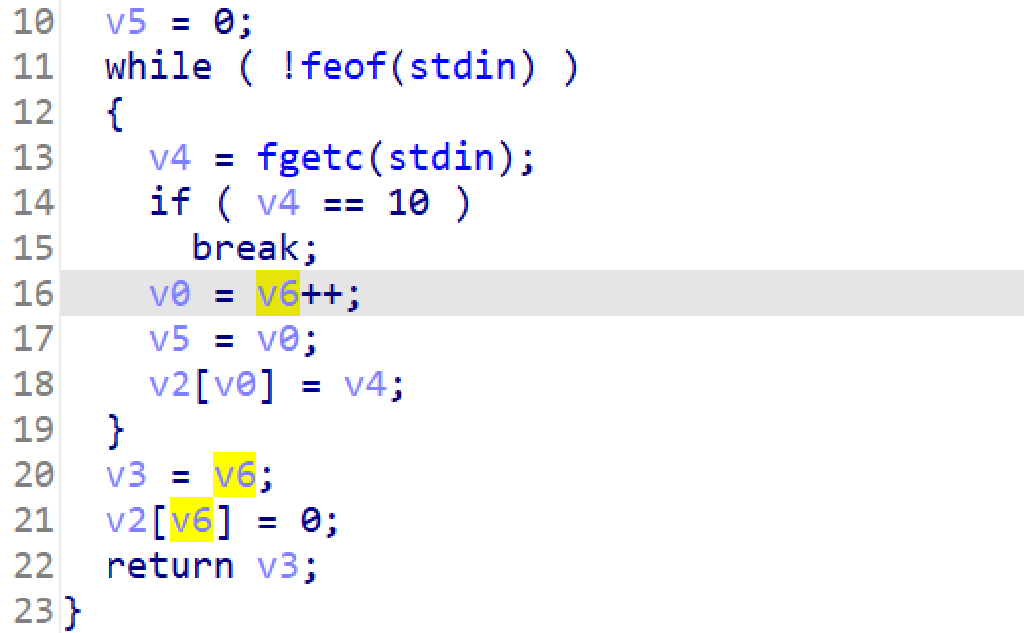 10 v5 = 0;
11 while ( !feof(stdin) )
12 {
13 v4 = fgetc(stdin);
14 if ( v4 == 10 )
15 break;
16 v0 = v6++;
17 v5 = v0;
18 v2[v0] = v4;
19 }
20 v3 = v6;
21 v2[v6] = 0;
22 return v3;
23 }